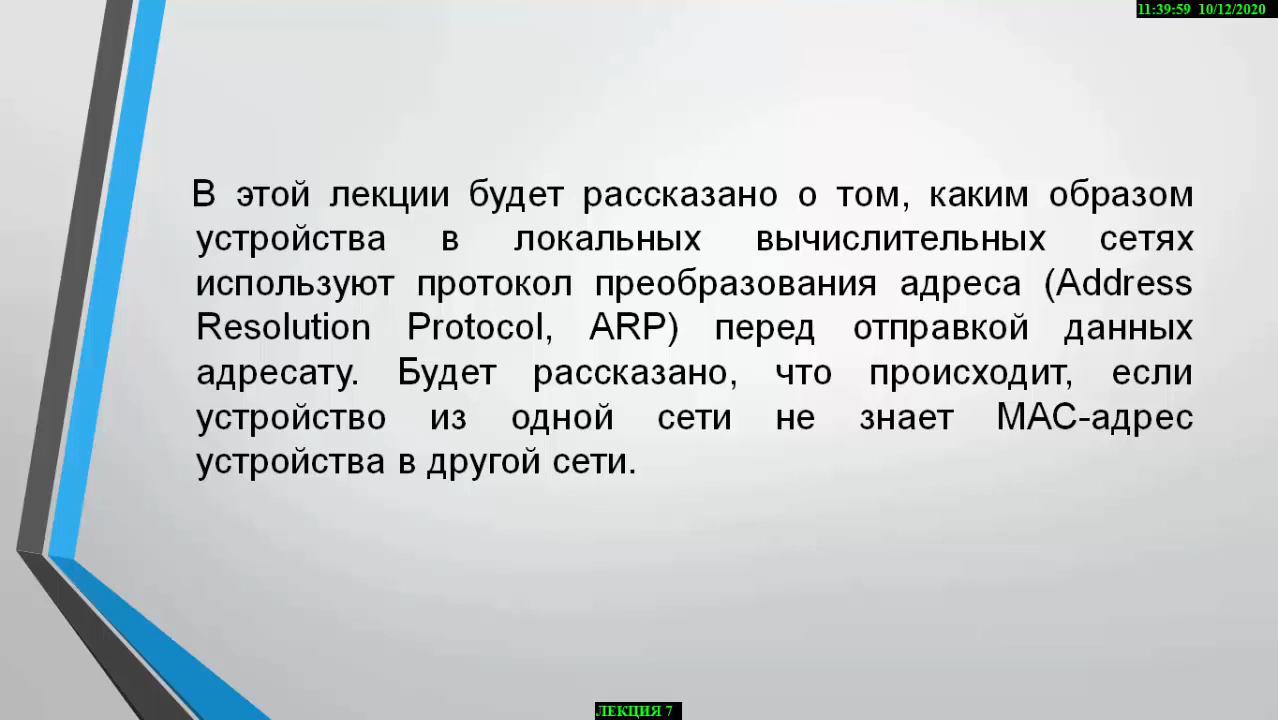 11:39:59 10/12/2020
В этой лекции будет рассказано о том, каким образом
устройства в локальных вычислительных сетях
используют протокол преобразования адреса (Address
Resolution Protocol, ARP) перед отправкой данных
адресату. Будет рассказано, что происходит, если
устройство из одной сети не знает MAC-адрес
устройства в другой сети.
ЛЕКЦИЯ 7